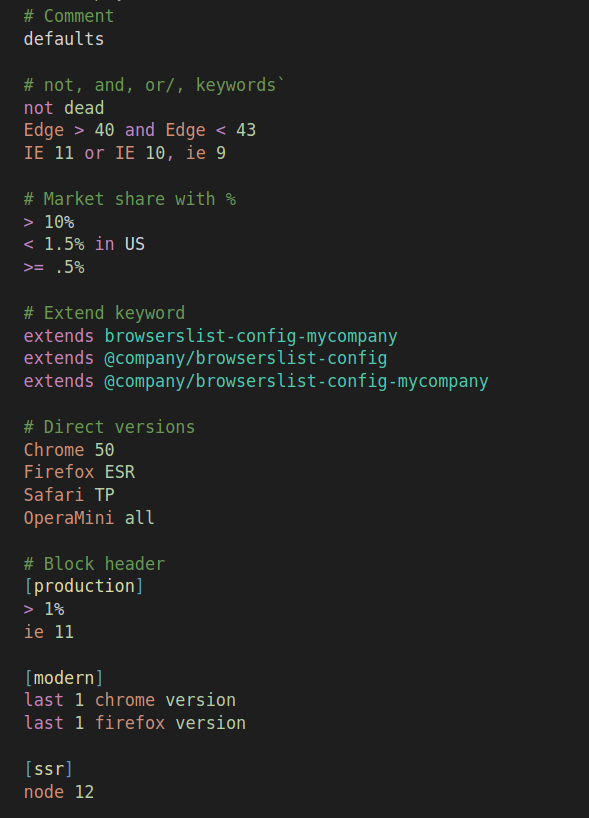 # Comment
defaults
# not, and, or/, keywords`
not dead
Edge > 40 and Edge < 43
IE 11 or IE 10, ie 9
# Market share with %
> 10%
< 1.5% in US
>= .5%
# Extend keyword
extends browserslist-config-mycompany
extends @company/browserslist-config
extends @company/browserslist-config-mycompany
# Direct versions
Chrome 50
Firefox ESR
Safari TP
OperaMini all
# Block header
[production]
> 1%
ie 11
[modern]
last 1 chrome version
last 1 firefox version
[ssr]
node 12